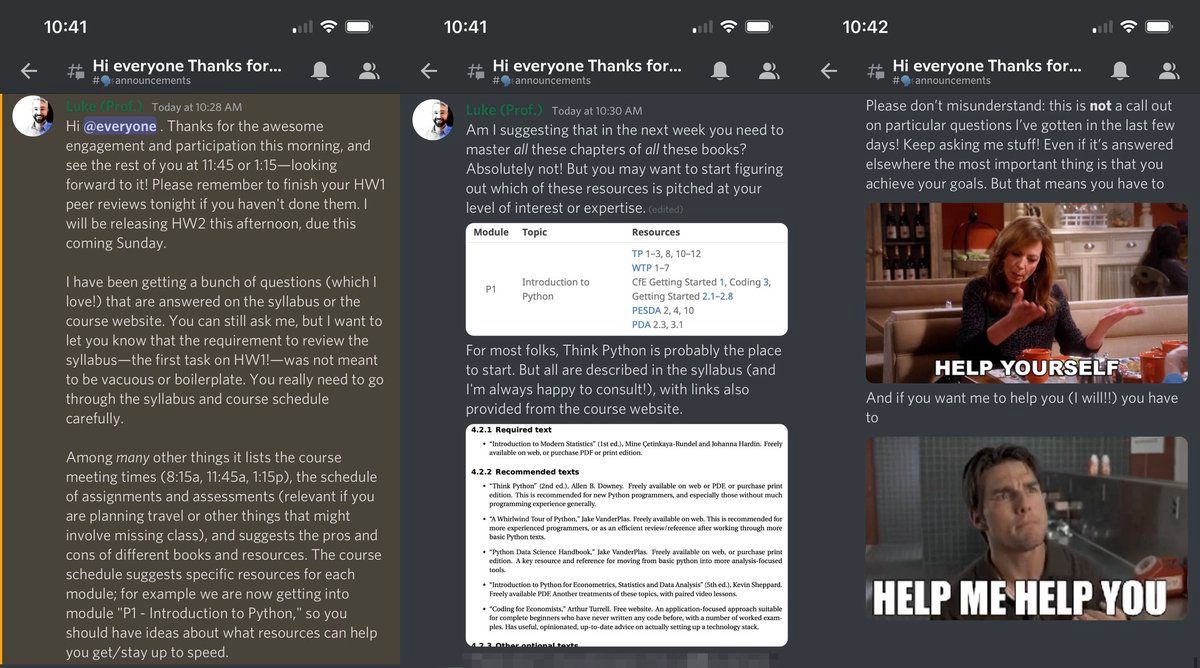 10:41
Hi everyone Thanks for...
#🗣️announcements
Luke (Prof.) Today at 10:28 AM
Hi @everyone . Thanks for the awesome
engagement and participation this morning, and
see the rest of you at 11:45 or 1:15—looking
forward to it! Please remember to finish your HW1
peer reviews tonight if you haven't done them. I
will be releasing HW2 this afternoon, due this
coming Sunday.
I have been getting a bunch of questions (which I
love!) that are answered on the syllabus or the
course website. You can still ask me, but I want to
let you know that the requirement to review the
syllabus—the first task on HW1!—was not meant
to be vacuous or boilerplate. You really need to go
through the syllabus and course schedule
carefully.
Among many other things it lists the course
meeting times (8:15a, 11:45a, 1:15p), the schedule
of assignments and assessments (relevant if you
are planning travel or other things that might
involve missing class), and suggests the pros and
cons of different books and resources. The course
schedule suggests specific resources for each
module; for example we are now getting into
module "P1 - Introduction to Python," so you
should have ideas about what resources can help
you get/stay up to speed.
10:41
Hi everyone Thanks for...
#🗣️announcements
Luke (Prof.) Today at 10:30 AM
Am I suggesting that in the next week you need to
master all these chapters of all these books?
Absolutely not! But you may want to start figuring
out which of these resources is pitched at your
level of interest or expertise. (edited)
Module Topic Resources
TP 1–3, 8, 10–12
WTP 1–7
P1 Introduction to Python CfE Getting Started 1, Coding 3,
Getting Started 2.1–2.8
PESDA 2, 4, 10
PDA 2.3, 3.1
For most folks, Think Python is probably the place
to start. But all are described in the syllabus (and
I'm always happy to consult!), with links also
provided from the course website.
4.2.1 Required text
• "Introduction to Modern Statistics" (1st ed.), Mine Çetinkaya-Rundel and Johanna Hardin. Freely
available on web, or purchase PDF or print edition.
4.2.2 Recommended texts
• "Think Python" (2nd ed.), Allen B. Downey. Freely available on web or PDF, or purchase print
edition. This is recommended for new Python programmers, and especially those without much
programming experience generally.
• "A Whirlwind Tour of Python," Jake VanderPlas. Freely available on web. This is recommended for
more experienced programmers, or as an efficient review/reference after working through more
basic Python texts.
• "Python Data Science Handbook," Jake VanderPlas. Freely available on web, or purchase print
edition. A key resource and reference for moving from basic python into more analysis-focused
tools.
• "Introduction to Python for Econometrics, Statistics and Data Analysis" (5th ed.), Kevin Sheppard.
Freely available PDF. Another treatments of these topics, with paired video lessons.
• "Coding for Economists," Arthur Turrell. Free website. An application-focused approach suitable
for complete beginners who have never written any code before, with a number of worked exam-
ples. Has useful, opinionated, up-to-date advice on actually setting up a technology stack.
4.2.3 Other optional texts
10:42
Hi everyone Thanks for...
#🗣️announcements
Please don't misunderstand: this is not a call out
on particular questions I've gotten in the last few
days! Keep asking me stuff! Even if it's answered
elsewhere the most important thing is that you
achieve your goals. But that means you have to
HELP YOURSELF
And if you want me to help you (I will!!) you have
to
HELP ME HELP YOU